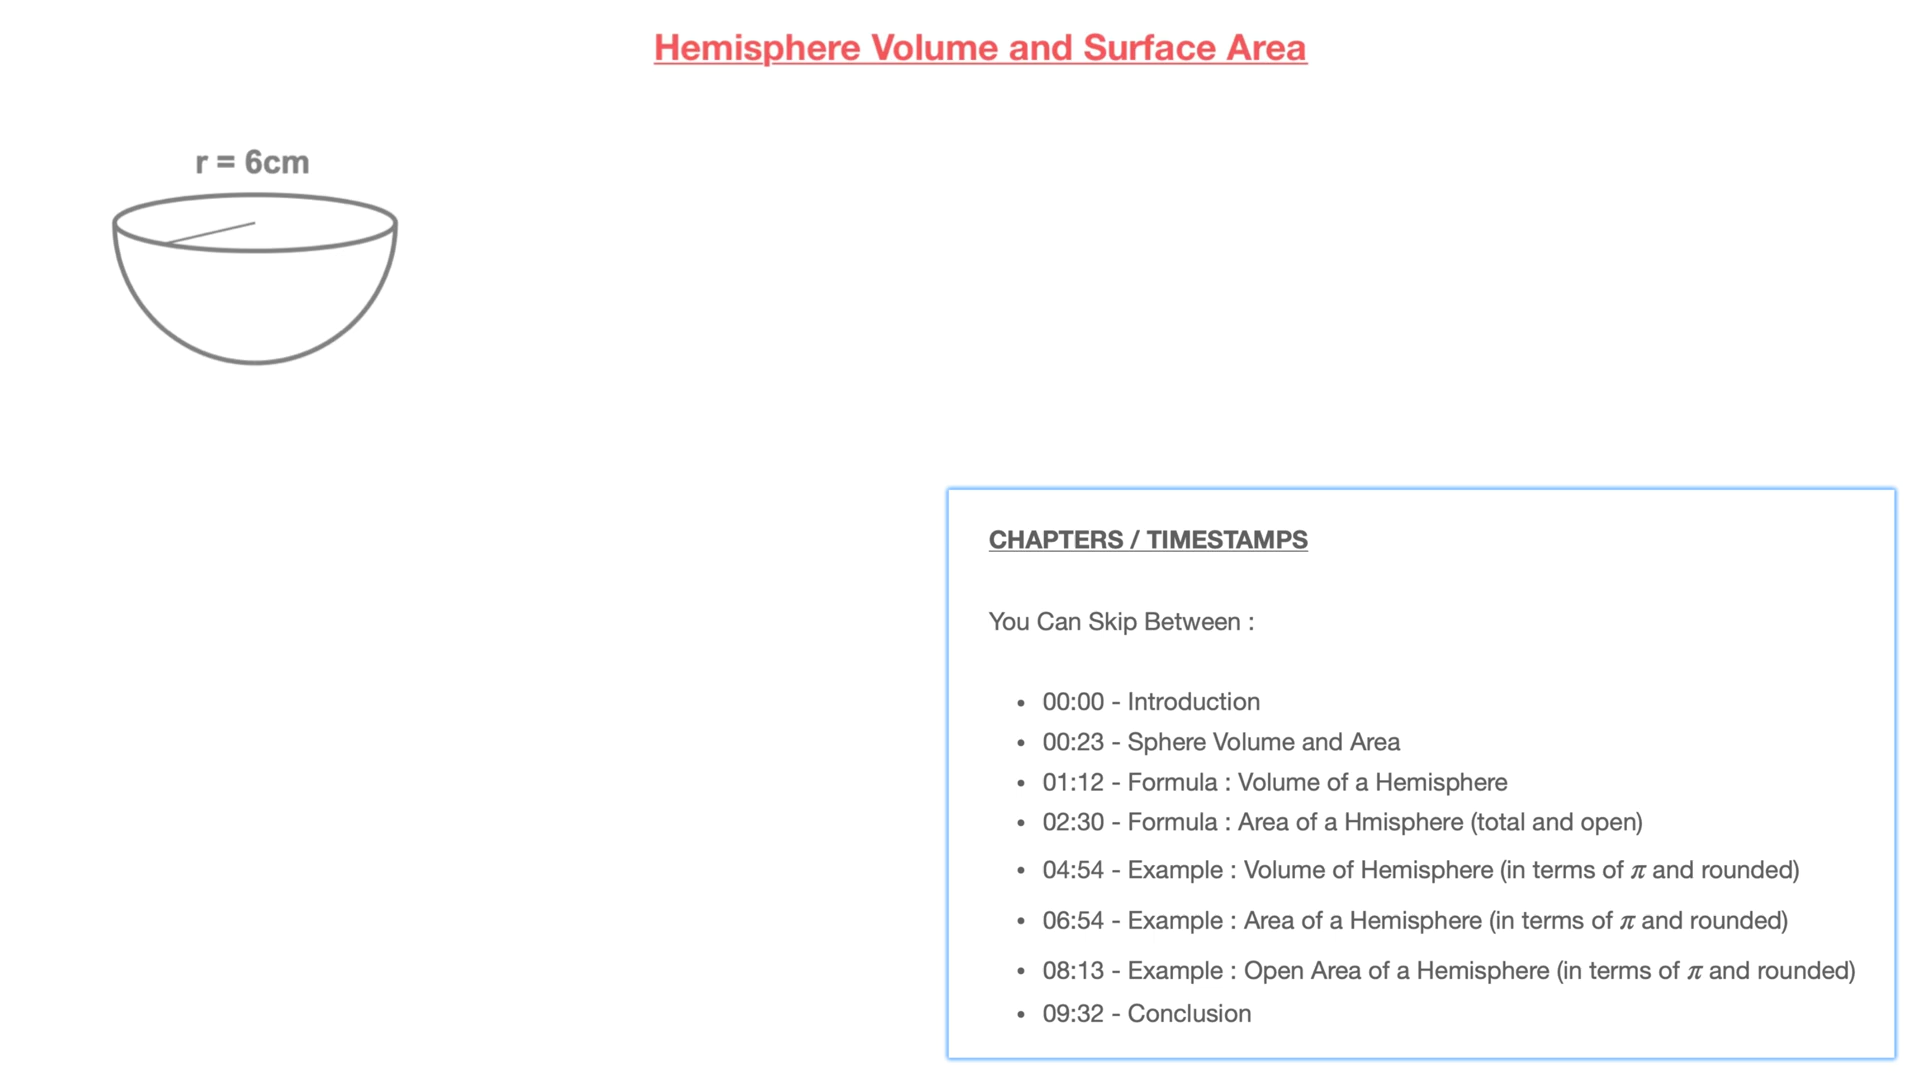 Hemisphere Volume and Surface Area
r = 6cm
CHAPTERS / TIMESTAMPS
You Can Skip Between :
• 00:00 - Introduction
• 00:23 - Sphere Volume and Area
• 01:12 - Formula : Volume of a Hemisphere
• 02:30 - Formula : Area of a Hmisphere (total and open)
• 04:54 - Example : Volume of Hemisphere (in terms of π and rounded)
• 06:54 - Example : Area of a Hemisphere (in terms of π and rounded)
• 08:13 - Example : Open Area of a Hemisphere (in terms of π and rounded)
• 09:32 - Conclusion